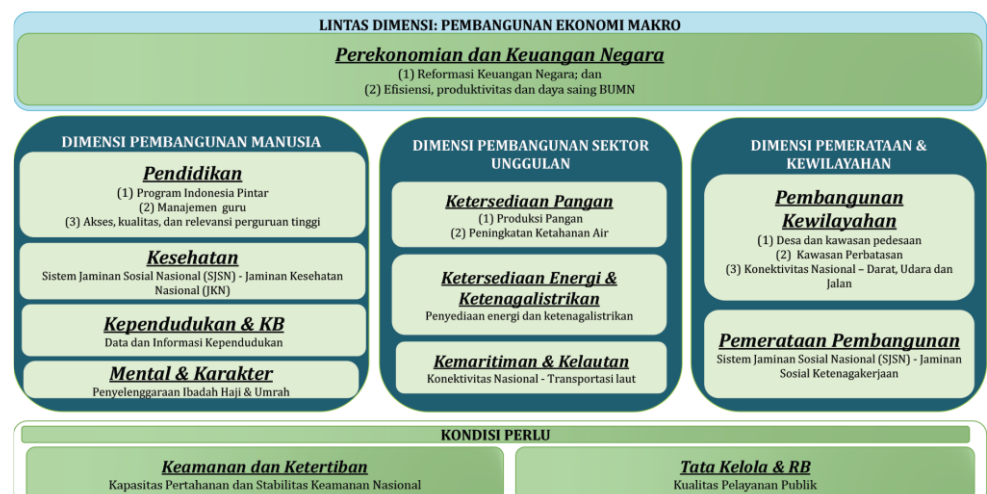 LINTAS DIMENSI: PEMBANGUNAN EKONOMI MAKRO
Perekonomian dan Keuangan Negara
(1) Reformasi Keuangan Negara; dan
(2) Efisiensi, produktivitas dan daya saing BUMN
DIMENSI PEMBANGUNAN MANUSIA
Pendidikan
(1) Program Indonesia Pintar
(2) Manajemen guru
(3) Akses, kualitas, dan relevansi perguruan tinggi
Kesehatan
Sistem Jaminan Sosial Nasional (SJSN) - Jaminan Kesehatan
Nasional (JKN)
Kependudukan & KB
Data dan Informasi Kependudukan
Mental & Karakter
Penyelenggaraan Ibadah Haji & Umrah
DIMENSI PEMBANGUNAN SEKTOR
UNGGULAN
Ketersediaan Pangan
(1) Produksi Pangan
(2) Peningkatan Ketahanan Air
Ketersediaan Energi &
Ketenagalistrikan
Penyediaan energi dan ketenagalistrikan
Kemaritiman & Kelautan
Konektivitas Nasional - Transportasi laut
DIMENSI PEMERATAAN &
KEWILAYAHAN
Pembangunan
Kewilayahan
(1) Desa dan kawasan pedesaan
(2) Kawasan Perbatasan
(3) Konektivitas Nasional – Darat, Udara dan
Jalan
Pemerataan Pembangunan
Sistem Jaminan Sosial Nasional (SJSN) - Jaminan
Sosial Ketenagakerjaan
KONDISI PERLU
Keamanan dan Ketertiban
Kapasitas Pertahanan dan Stabilitas Keamanan Nasional
Tata Kelola & RB
Kualitas Pelayanan Publik